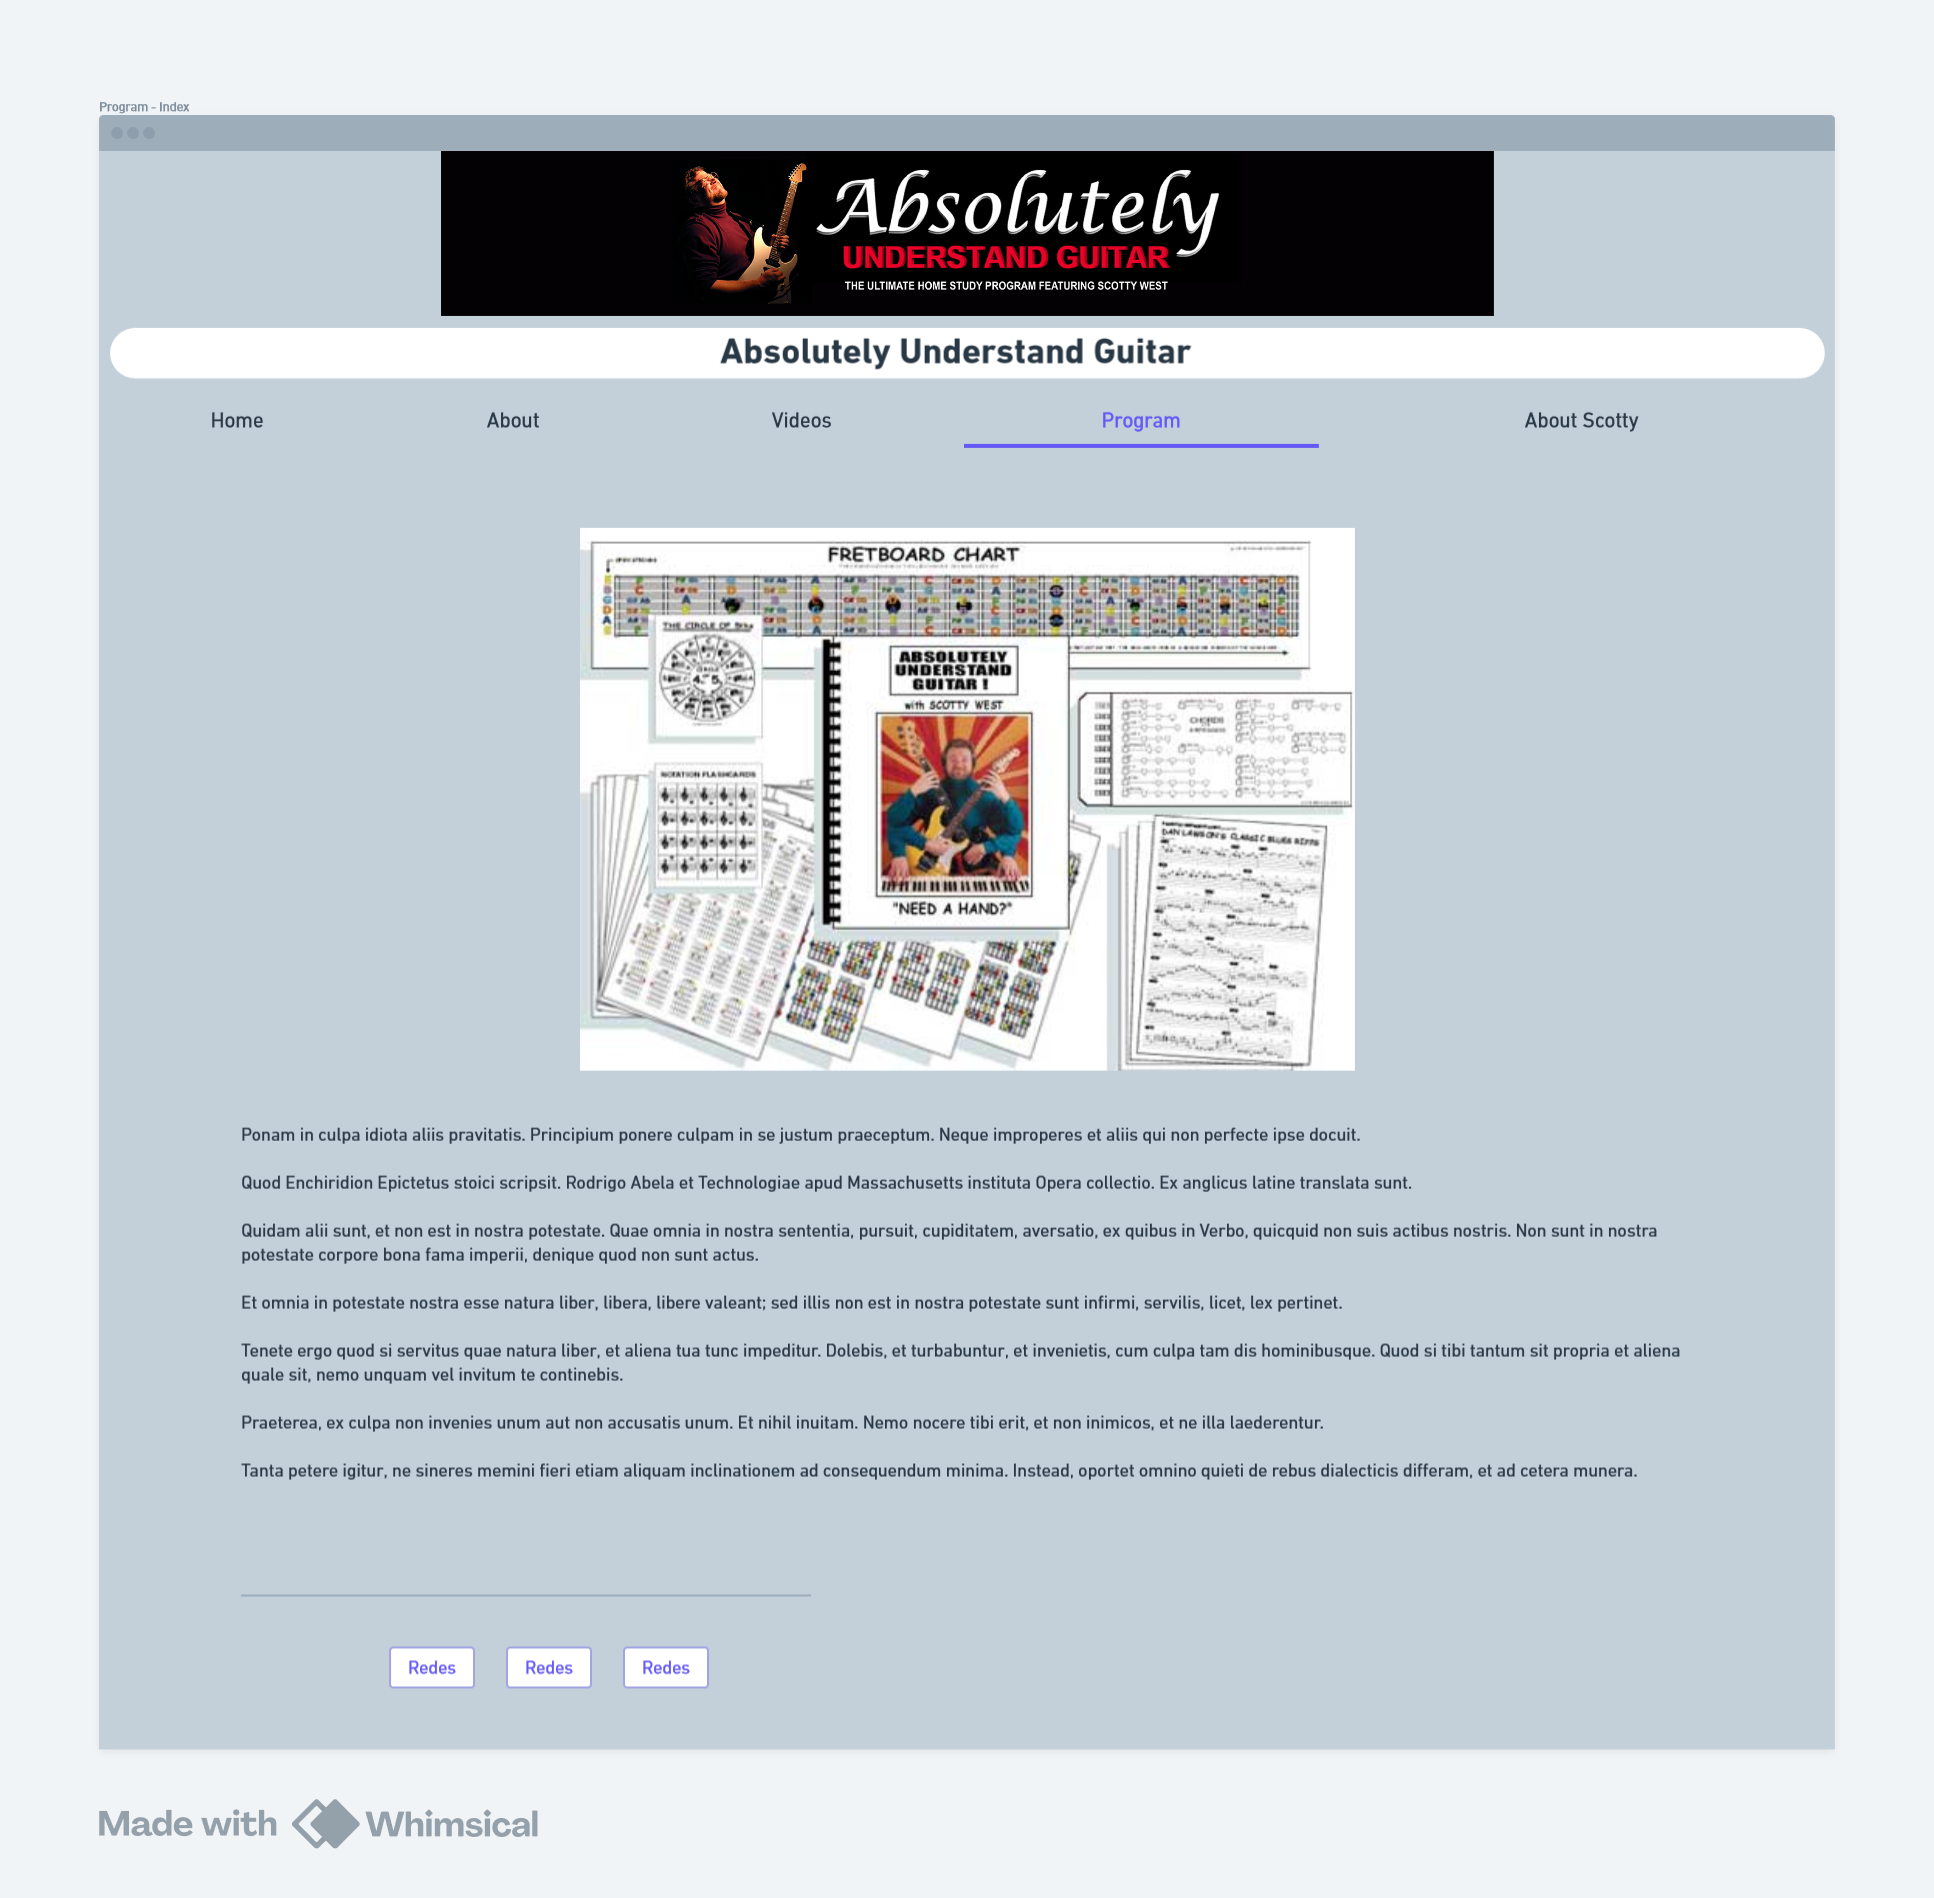 Program - Index
Absolutely
UNDERSTAND GUITAR
THE ULTIMATE HOME STUDY PROGRAM FEATURING SCOTTY WEST
Absolutely Understand Guitar
Home About Videos Program About Scotty
FRETBOARD CHART
THE CIRCLE OF 5ths
ABSOLUTELY
UNDERSTAND
GUITAR !
with SCOTTY WEST
CHORDS
NOTATION FLASHCARDS
DAN LAWSON'S CLASSIC BLUES RIFFS
"NEED A HAND?"
Ponam in culpa idiota aliis pravitatis. Principium ponere culpam in se justum praeceptum. Neque improperes et aliis qui non perfecte ipse docuit.
Quod Enchiridion Epictetus stoici scripsit. Rodrigo Abela et Technologiae apud Massachusetts instituta Opera collectio. Ex anglicus latine translata sunt.
Quidam alii sunt, et non est in nostra potestate. Quae omnia in nostra sententia, pursuit, cupiditatem, aversatio, ex quibus in Verbo, quicquid non suis actibus nostris. Non sunt in nostra
potestate corpore bona fama imperii, denique quod non sunt actus.
Et omnia in potestate nostra esse natura liber, libera, libere valeant; sed illis non est in nostra potestate sunt infirmi, servilis, licet, lex pertinet.
Tenete ergo quod si servitus quae natura liber, et aliena tua tunc impeditur. Dolebis, et turbabuntur, et invenietis, cum culpa tam dis hominibusque. Quod si tibi tantum sit propria et aliena
quale sit, nemo unquam vel invitum te continebis.
Praeterea, ex culpa non invenies unum aut non accusatis unum. Et nihil inuitam. Nemo nocere tibi erit, et non inimicos, et ne illa laederentur.
Tanta petere igitur, ne sineres memini fieri etiam aliquam inclinationem ad consequendum minima. Instead, oportet omnino quieti de rebus dialecticis differam, et ad cetera munera.
Redes Redes Redes
Made with Whimsical